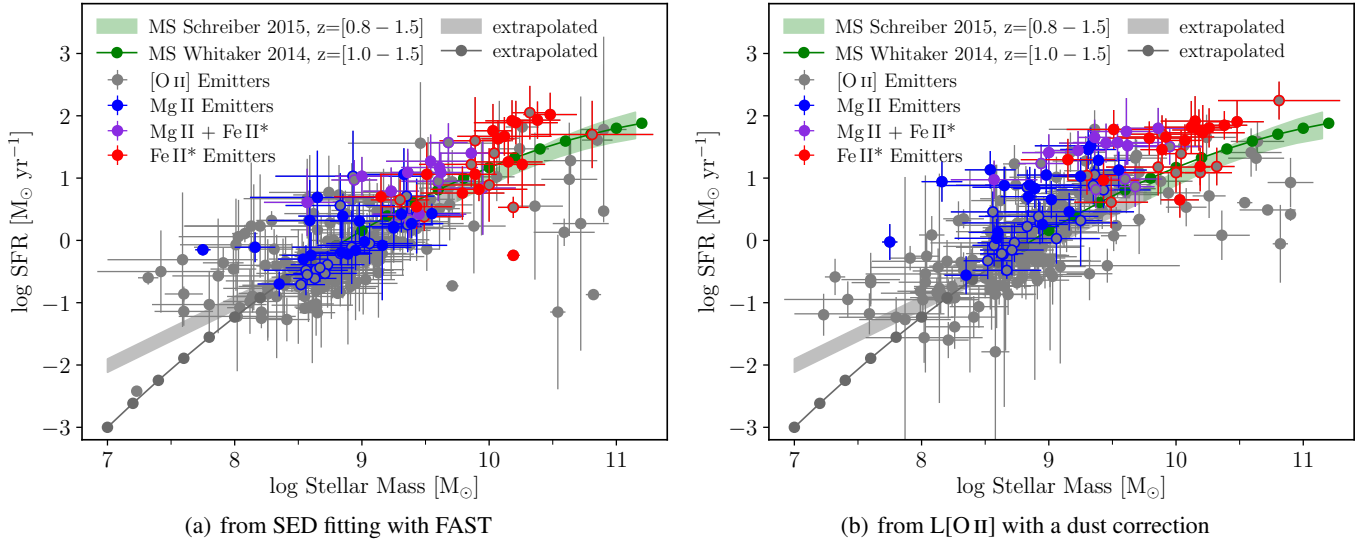 MS Schreiber 2015, z=[0.8 − 1.5] extrapolated
MS Whitaker 2014, z=[1.0 − 1.5] extrapolated
[O II] Emitters
Mg II Emitters
Mg II + Fe II*
Fe II* Emitters
3
2
1
0
−1
−2
−3
log SFR [M⊙ yr−1]
7 8 9 10 11
log Stellar Mass [M⊙]
(a) from SED fitting with FAST
MS Schreiber 2015, z=[0.8 − 1.5] extrapolated
MS Whitaker 2014, z=[1.0 − 1.5] extrapolated
[O II] Emitters
Mg II Emitters
Mg II + Fe II*
Fe II* Emitters
3
2
1
0
−1
−2
−3
log SFR [M⊙ yr−1]
7 8 9 10 11
log Stellar Mass [M⊙]
(b) from L[O II] with a dust correction